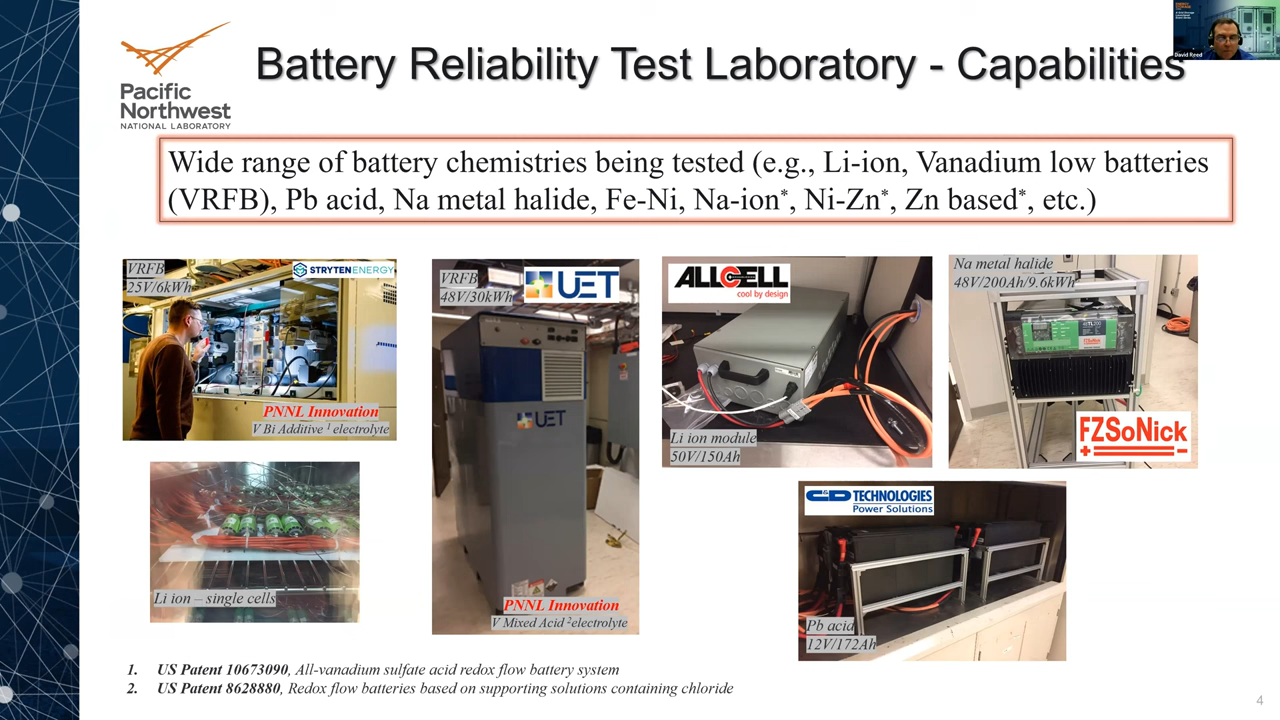 Battery Reliability Test Laboratory - Capabilities
David Reed
Pacific
Northwest
NATIONAL LABORATORY
Wide range of battery chemistries being tested (e.g., Li-ion, Vanadium low batteries
(VRFB), Pb acid, Na metal halide, Fe-Ni, Na-ion*, Ni-Zn*, Zn based*, etc.)
VRFB
25V/6kWh
STRYTEN ENERGY
PNNL Innovation
V Bi Additive 1 electrolyte
VRFB
48V/30kWh
UET
UET
PNNL Innovation
V Mixed Acid 2electrolyte
ALLCELL
cool by design
Li ion module
50V/150Ah
Na metal halide
48V/200Ah/9.6kWh
FZSoNick
Li ion – single cells
C&D TECHNOLOGIES
Power Solutions
Pb acid
12V/172Ah
1. US Patent 10673090, All-vanadium sulfate acid redox flow battery system
2. US Patent 8628880, Redox flow batteries based on supporting solutions containing chloride
4